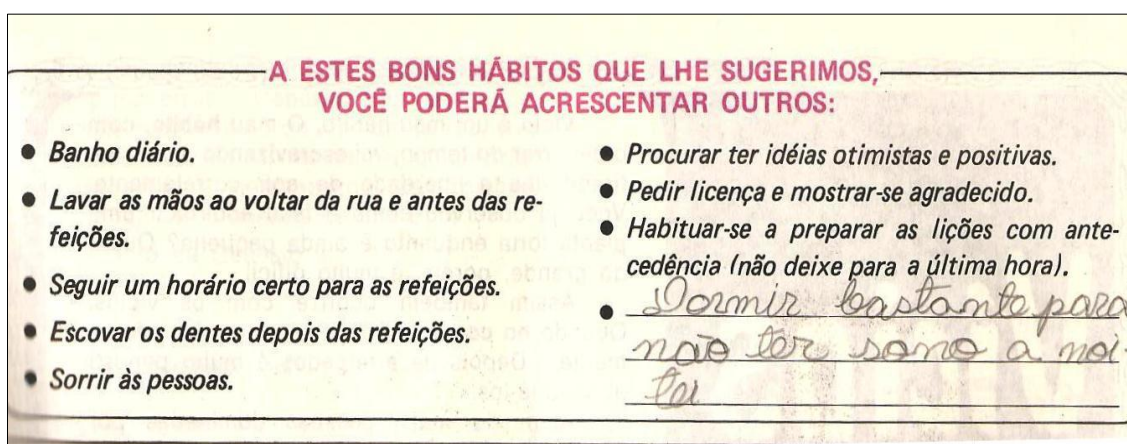 A ESTES BONS HÁBITOS QUE LHE SUGERIMOS,
VOCÊ PODERÁ ACRESCENTAR OUTROS:
● Banho diário.
● Lavar as mãos ao voltar da rua e antes das re-
feições.
● Seguir um horário certo para as refeições.
● Escovar os dentes depois das refeições.
● Sorrir às pessoas.
● Procurar ter idéias otimistas e positivas.
● Pedir licença e mostrar-se agradecido.
● Habituar-se a preparar as lições com ante-
cedência (não deixe para a última hora).
● Dormir bastante para
não ter sono a noi-
te